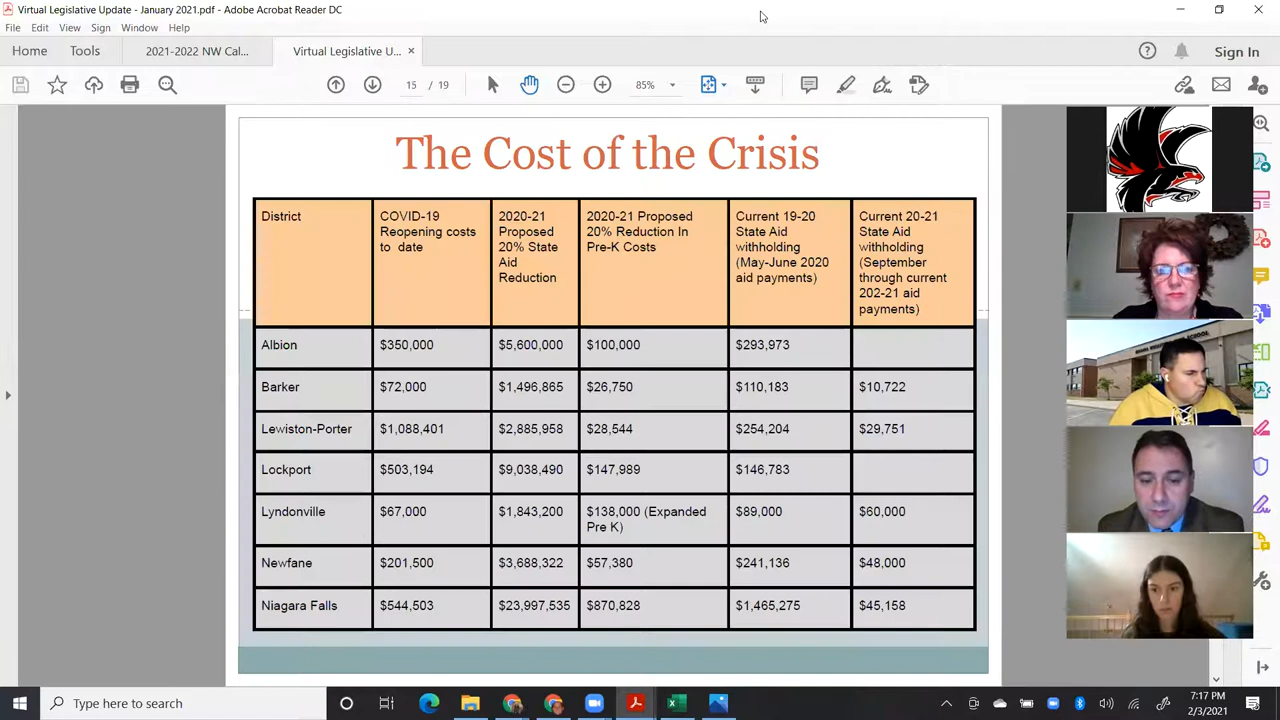 Virtual Legislative Update - January 2021.pdf - Adobe Acrobat Reader DC
File Edit View Sign Window Help
Home Tools 2021-2022 NW Cal... Virtual Legislative U... × Sign In
15 / 19 85%
The Cost of the Crisis
District
COVID-19
Reopening costs
to date
2020-21
Proposed
20% State
Aid
Reduction
2020-21 Proposed
20% Reduction In
Pre-K Costs
Current 19-20
State Aid
withholding
(May-June 2020
aid payments)
Current 20-21
State Aid
withholding
(September
through current
202-21 aid
payments)
Albion $350,000 $5,600,000 $100,000 $293,973
Barker $72,000 $1,496,865 $26,750 $110,183 $10,722
Lewiston-Porter $1,088,401 $2,885,958 $28,544 $254,204 $29,751
Lockport $503,194 $9,038,490 $147,989 $146,783
Lyndonville $67,000 $1,843,200 $138,000 (Expanded $89,000 $60,000
Pre K)
Newfane $201,500 $3,688,322 $57,380 $241,136 $48,000
Niagara Falls $544,503 $23,997,535 $870,828 $1,465,275 $45,158
Type here to search
7:17 PM
2/3/2021